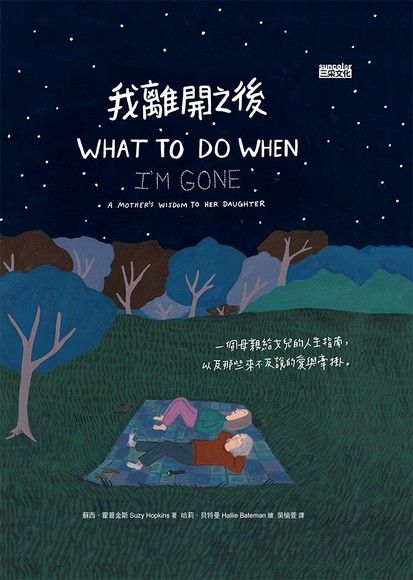 suncolor
三采文化
我離開之後
WHAT TO DO WHEN
I'M GONE
A MOTHER'S WISDOM TO HER DAUGHTER
一個母親給女兒的人生指南，
以及那些來不及說的愛與牽掛。
蘇西・霍普金斯 Suzy Hopkins 著 哈莉・貝特曼 Hallie Bateman 繪 吳愉萱 譯